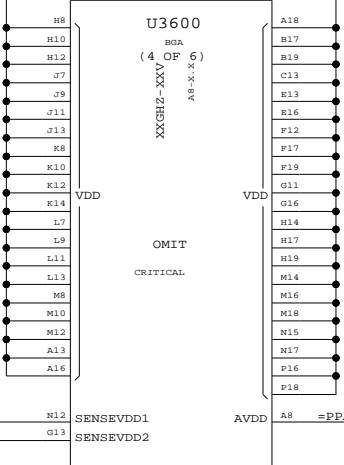 U3600
BGA
(4 OF 6)
XXGHZ-XXV
A8-X.X
OMIT
CRITICAL
H8
H10
H12
J7
J9
J11
J13
K8
K10
K12
K14
L7
L9
L11
L13
M8
M10
M12
A13
A16
VDD
N12 SENSEVDD1
G13 SENSEVDD2
A18
B17
B19
C13
E13
E16
F12
F17
F19
G11
G16
H14
H17
H19
M14
M16
M18
N15
N17
P16
P18
VDD
AVDD A8 =PP